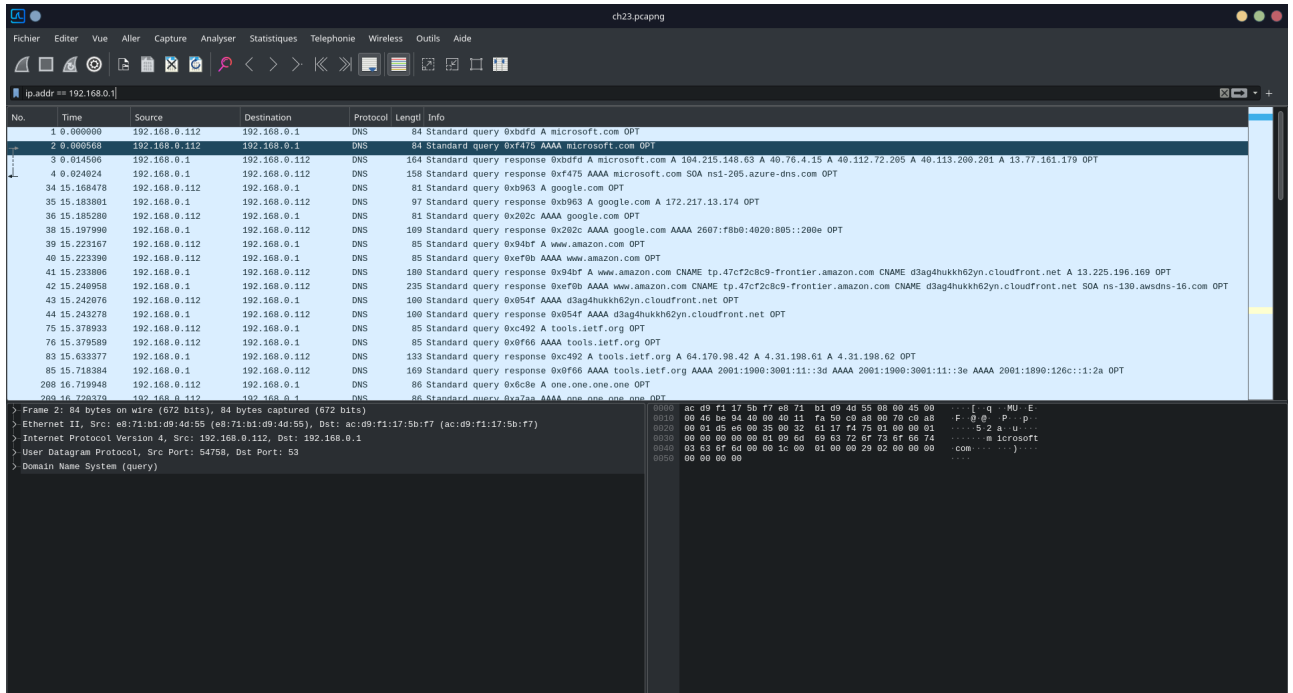 ch23.pcapng
Fichier Editer Vue Aller Capture Analyser Statistiques Telephonie Wireless Outils Aide
ip.addr == 192.168.0.1
No. Time Source Destination Protocol Lengtl Info
1 0.000000 192.168.0.112 192.168.0.1 DNS 84 Standard query 0xbdfd A microsoft.com OPT
2 0.000568 192.168.0.112 192.168.0.1 DNS 84 Standard query 0xf475 AAAA microsoft.com OPT
3 0.014506 192.168.0.1 192.168.0.112 DNS 164 Standard query response 0xbdfd A microsoft.com A 104.215.148.63 A 40.76.4.15 A 40.112.72.205 A 40.113.200.201 A 13.77.161.179 OPT
4 0.024024 192.168.0.1 192.168.0.112 DNS 158 Standard query response 0xf475 AAAA microsoft.com SOA ns1-205.azure-dns.com OPT
34 15.168478 192.168.0.112 192.168.0.1 DNS 81 Standard query 0xb963 A google.com OPT
35 15.183801 192.168.0.1 192.168.0.112 DNS 97 Standard query response 0xb963 A google.com A 172.217.13.174 OPT
36 15.185280 192.168.0.112 192.168.0.1 DNS 81 Standard query 0x202c AAAA google.com OPT
38 15.197990 192.168.0.1 192.168.0.112 DNS 109 Standard query response 0x202c AAAA google.com AAAA 2607:f8b0:4020:805::200e OPT
39 15.223167 192.168.0.112 192.168.0.1 DNS 85 Standard query 0x94bf A www.amazon.com OPT
40 15.223390 192.168.0.112 192.168.0.1 DNS 85 Standard query 0xef0b AAAA www.amazon.com OPT
41 15.233806 192.168.0.1 192.168.0.112 DNS 180 Standard query response 0x94bf A www.amazon.com CNAME tp.47cf2c8c9-frontier.amazon.com CNAME d3ag4hukkh62yn.cloudfront.net A 13.225.196.169 OPT
42 15.240958 192.168.0.1 192.168.0.112 DNS 235 Standard query response 0xef0b AAAA www.amazon.com CNAME tp.47cf2c8c9-frontier.amazon.com CNAME d3ag4hukkh62yn.cloudfront.net SOA ns-130.awsdns-16.com OPT
43 15.242076 192.168.0.112 192.168.0.1 DNS 100 Standard query 0x054f AAAA d3ag4hukkh62yn.cloudfront.net OPT
44 15.243278 192.168.0.1 192.168.0.112 DNS 100 Standard query response 0x054f AAAA d3ag4hukkh62yn.cloudfront.net OPT
75 15.378933 192.168.0.112 192.168.0.1 DNS 85 Standard query 0xc492 A tools.ietf.org OPT
76 15.379589 192.168.0.112 192.168.0.1 DNS 85 Standard query 0x0f66 AAAA tools.ietf.org OPT
83 15.633377 192.168.0.1 192.168.0.112 DNS 133 Standard query response 0xc492 A tools.ietf.org A 64.170.98.42 A 4.31.198.61 A 4.31.198.62 OPT
85 15.718384 192.168.0.1 192.168.0.112 DNS 169 Standard query response 0x0f66 AAAA tools.ietf.org AAAA 2001:1900:3001:11::3d AAAA 2001:1900:3001:11::3e AAAA 2001:1890:126c::1:2a OPT
208 16.719948 192.168.0.112 192.168.0.1 DNS 86 Standard query 0x6c8e A one.one.one.one OPT
209 16.720379 192.168.0.112 192.168.0.1 DNS 86 Standard query 0xa7aa AAAA one.one.one.one OPT
Frame 2: 84 bytes on wire (672 bits), 84 bytes captured (672 bits)
Ethernet II, Src: e8:71:b1:d9:4d:55 (e8:71:b1:d9:4d:55), Dst: ac:d9:f1:17:5b:f7 (ac:d9:f1:17:5b:f7)
Internet Protocol Version 4, Src: 192.168.0.112, Dst: 192.168.0.1
User Datagram Protocol, Src Port: 54758, Dst Port: 53
Domain Name System (query)
0000 ac d9 f1 17 5b f7 e8 71 b1 d9 4d 55 08 00 45 00 ····[··q ··MU··E·
0010 00 46 be 94 40 00 40 11 fa 50 c0 a8 00 70 c0 a8 ·F··@·@· ·P···p··
0020 00 01 d5 e6 00 35 00 32 61 17 f4 75 01 00 00 01 ·····5·2 a··u····
0030 00 00 00 00 00 01 09 6d 69 63 72 6f 73 6f 66 74 ·······m icrosoft
0040 03 63 6f 6d 00 00 1c 00 01 00 00 29 02 00 00 00 ·com···· ···)····
0050 00 00 00 00 ····